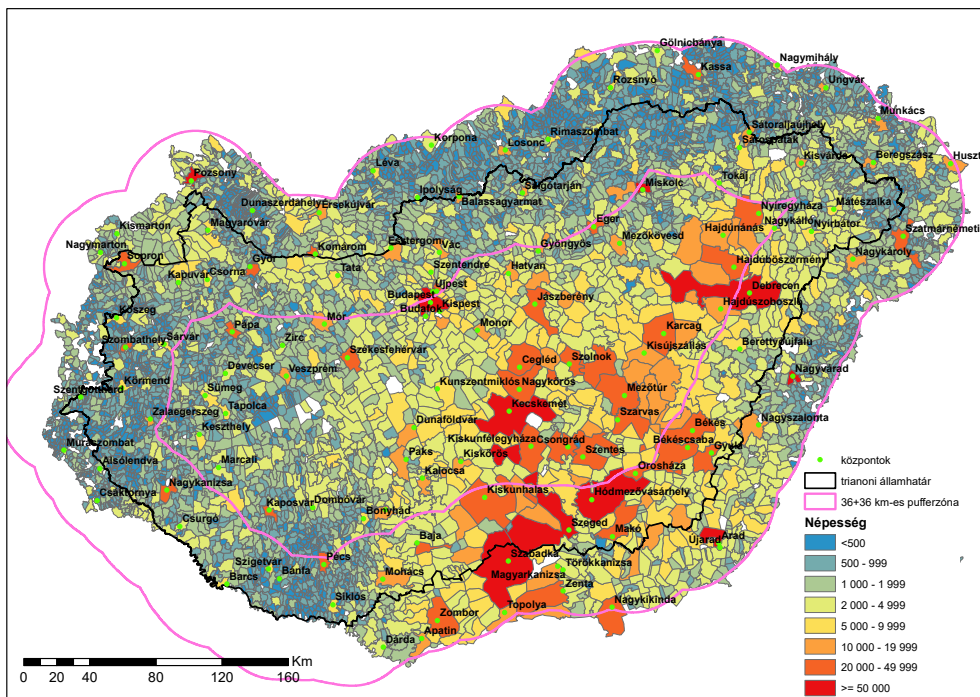 Gölnicbánya
Nagymihály
Kassa
Ungvár
Rozsnyó
Munkács
Korpona
Rimaszombat
Sátoraljaújhely
Losonc
Sárospatak
Huszt
Kisvárda
Beregszász
Léva
Pozsony
Salgótarján
Tokaj
Miskolc
Ipolyság
Balassagyarmat
Dunaszerdahely
Érsekújvár
Nyíregyháza
Mátészalka
Nagykálló
Nyírbátor
Kismarton
Magyaróvár
Eger
Hajdúnánás
Szatmárnémeti
Nagymarton
Sopron
Komárom
Esztergom
Vác
Gyöngyös
Mezőkövesd
Hajdúböszörmény
Győr
Csorna
Kapuvár
Tata
Szentendre
Hatvan
Nagykároly
Újpest
Debrecen
Budapest
Kispest
Jászberény
Hajdúszoboszló
Kőszeg
Budafok
Mór
Pápa
Monor
Karcag
Szombathely
Sárvár
Zirc
Kisújszállás
Berettyóújfalu
Székesfehérvár
Szolnok
Devecser
Veszprém
Cegléd
Nagyvárad
Körmend
Szentgotthárd
Sümeg
Kunszentmiklós
Nagykőrös
Mezőtúr
Tapolca
Kecskemét
Zalaegerszeg
Dunaföldvár
Szarvas
Nagyszalonta
Békés
Keszthely
Kiskunfélegyháza
Csongrád
Békéscsaba
Muraszombat
Paks
Kiskőrös
Szentes
Gyula
Alsólendva
Marcali
Kalocsa
Orosháza
Nagykanizsa
Kiskunhalas
Hódmezővásárhely
Csáktornya
Kaposvár
Dombóvár
Bonyhád
Csurgó
Szeged
Makó
Baja
Újarad
Arad
Pécs
Szabadka
Szigetvár
Bánfa
Törökkanizsa
Barcs
Mohács
Magyarkanizsa
Zenta
Siklós
Zombor
Topolya
Nagykikinda
Apatin
Dárda
központok
trianoni államhatár
36+36 km-es pufferzóna
Népesség
<500
500 - 999
1 000 - 1 999
2 000 - 4 999
5 000 - 9 999
10 000 - 19 999
20 000 - 49 999
>= 50 000
Km
0 20 40 80 120 160